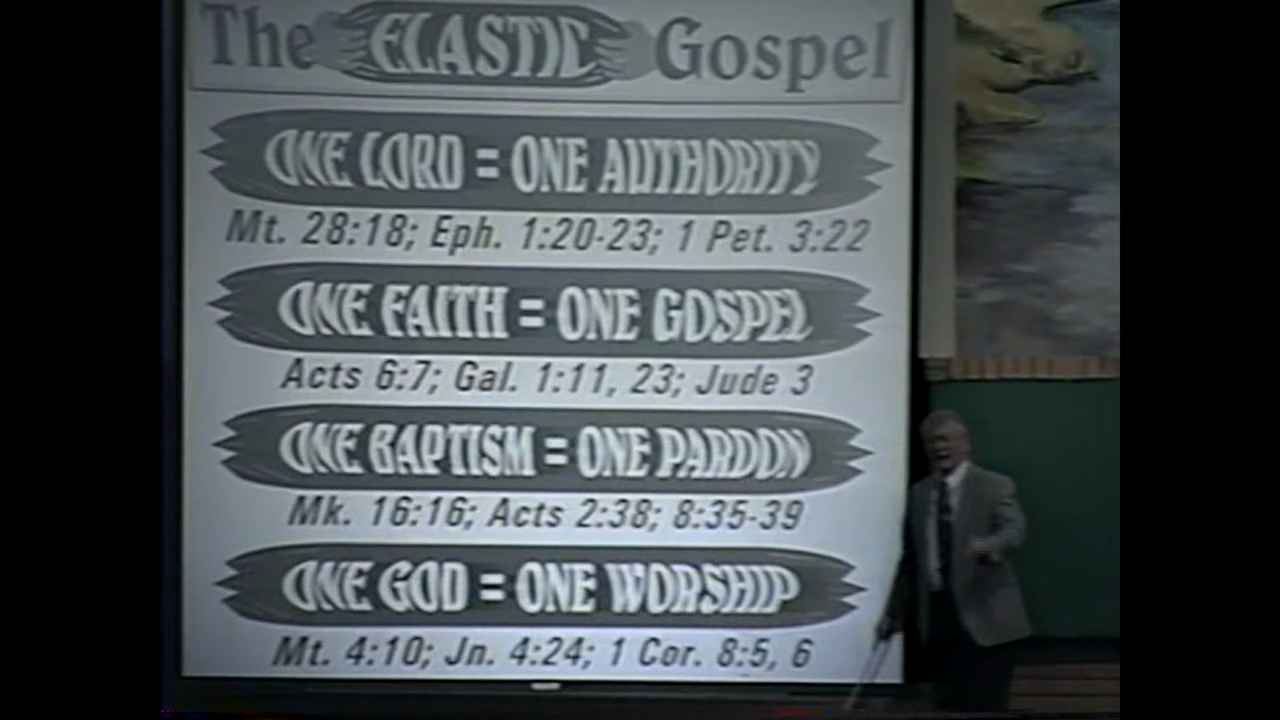 The ELASTIC Gospel
ONE LORD = ONE AUTHORITY
Mt. 28:18; Eph. 1:20-23; 1 Pet. 3:22
ONE FAITH = ONE GOSPEL
Acts 6:7; Gal. 1:11, 23; Jude 3
ONE BAPTISM = ONE PARDON
Mk. 16:16; Acts 2:38; 8:35-39
ONE GOD = ONE WORSHIP
Mt. 4:10; Jn. 4:24; 1 Cor. 8:5, 6